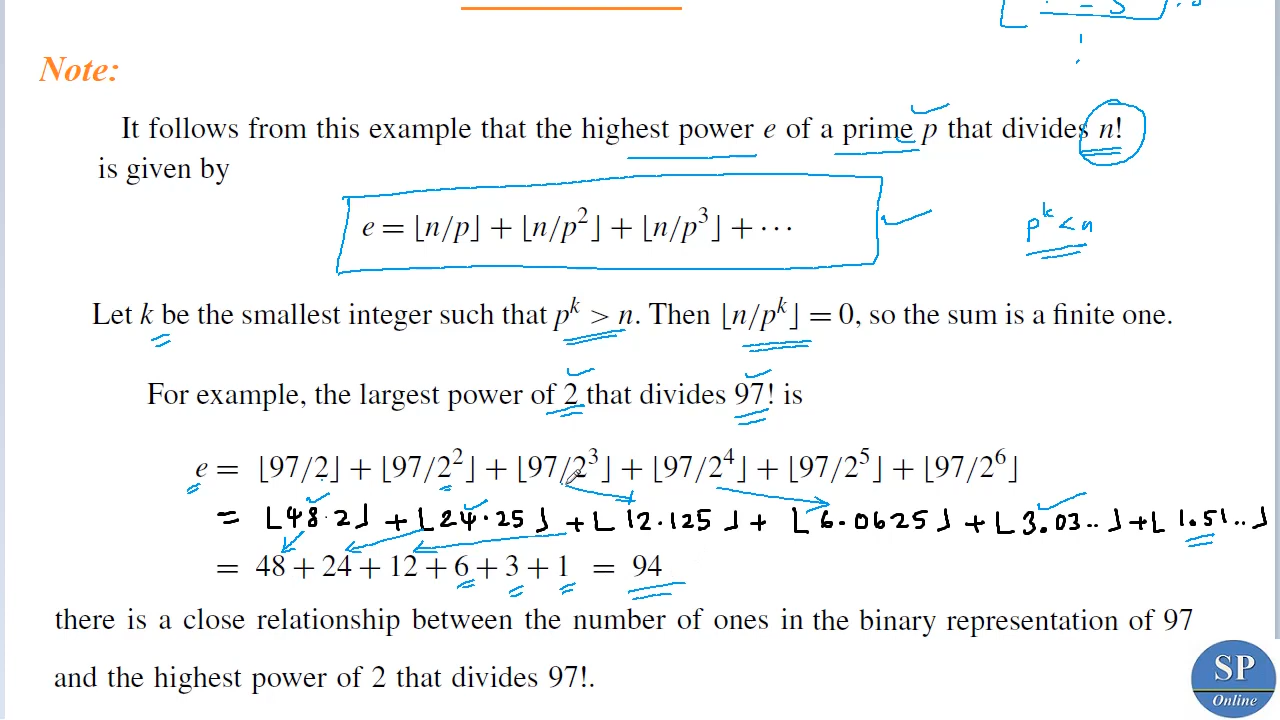 Note:
It follows from this example that the highest power e of a prime p that divides n!
is given by
e = ⌊n/p⌋ + ⌊n/p²⌋ + ⌊n/p³⌋ + ⋯
pᵏ < n
Let k be the smallest integer such that pᵏ > n. Then ⌊n/pᵏ⌋ = 0, so the sum is a finite one.
For example, the largest power of 2 that divides 97! is
e = ⌊97/2⌋ + ⌊97/2²⌋ + ⌊97/2³⌋ + ⌊97/2⁴⌋ + ⌊97/2⁵⌋ + ⌊97/2⁶⌋
= ⌊48.2⌋ + ⌊24.25⌋ + ⌊12.125⌋ + ⌊6.0625⌋ + ⌊3.03..⌋ + ⌊1.51..⌋
= 48 + 24 + 12 + 6 + 3 + 1 = 94
there is a close relationship between the number of ones in the binary representation of 97
and the highest power of 2 that divides 97!.
SP
Online